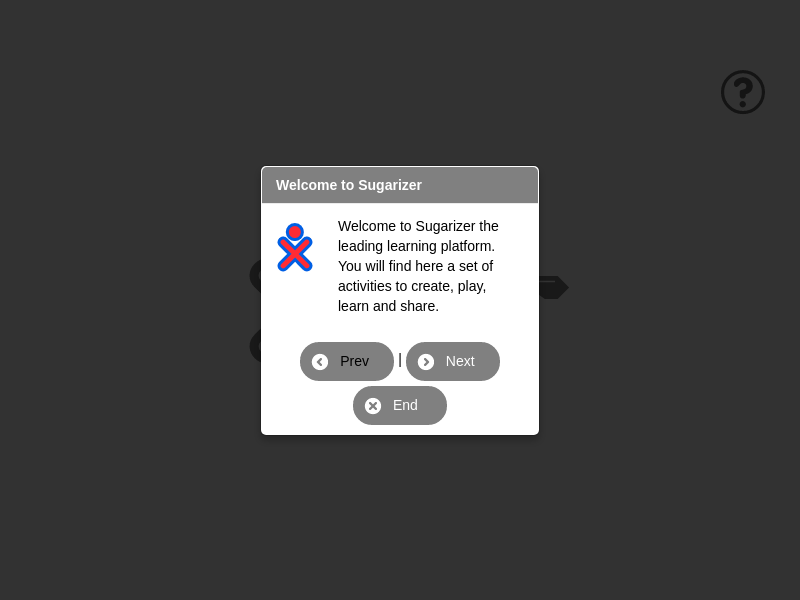 Welcome to Sugarizer
Welcome to Sugarizer the
leading learning platform.
You will find here a set of
activities to create, play,
learn and share.
Prev | Next
End